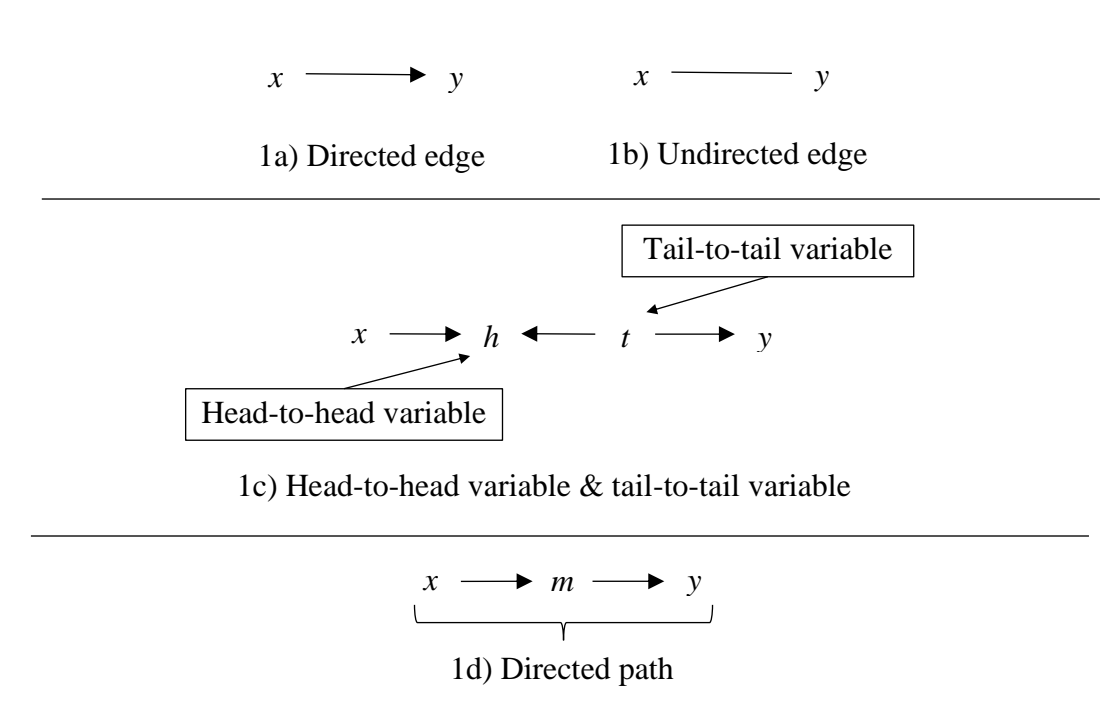 x y x y
1a) Directed edge 1b) Undirected edge
Tail-to-tail variable
x h t y
Head-to-head variable
1c) Head-to-head variable & tail-to-tail variable
x m y
1d) Directed path